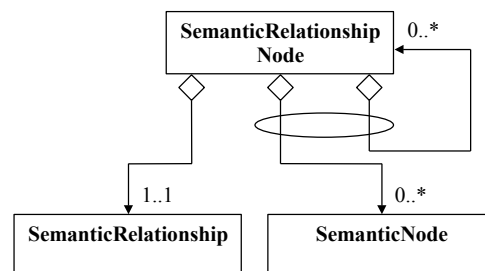 SemanticRelationship
Node
0..*
1..1
0..*
SemanticRelationship
SemanticNode